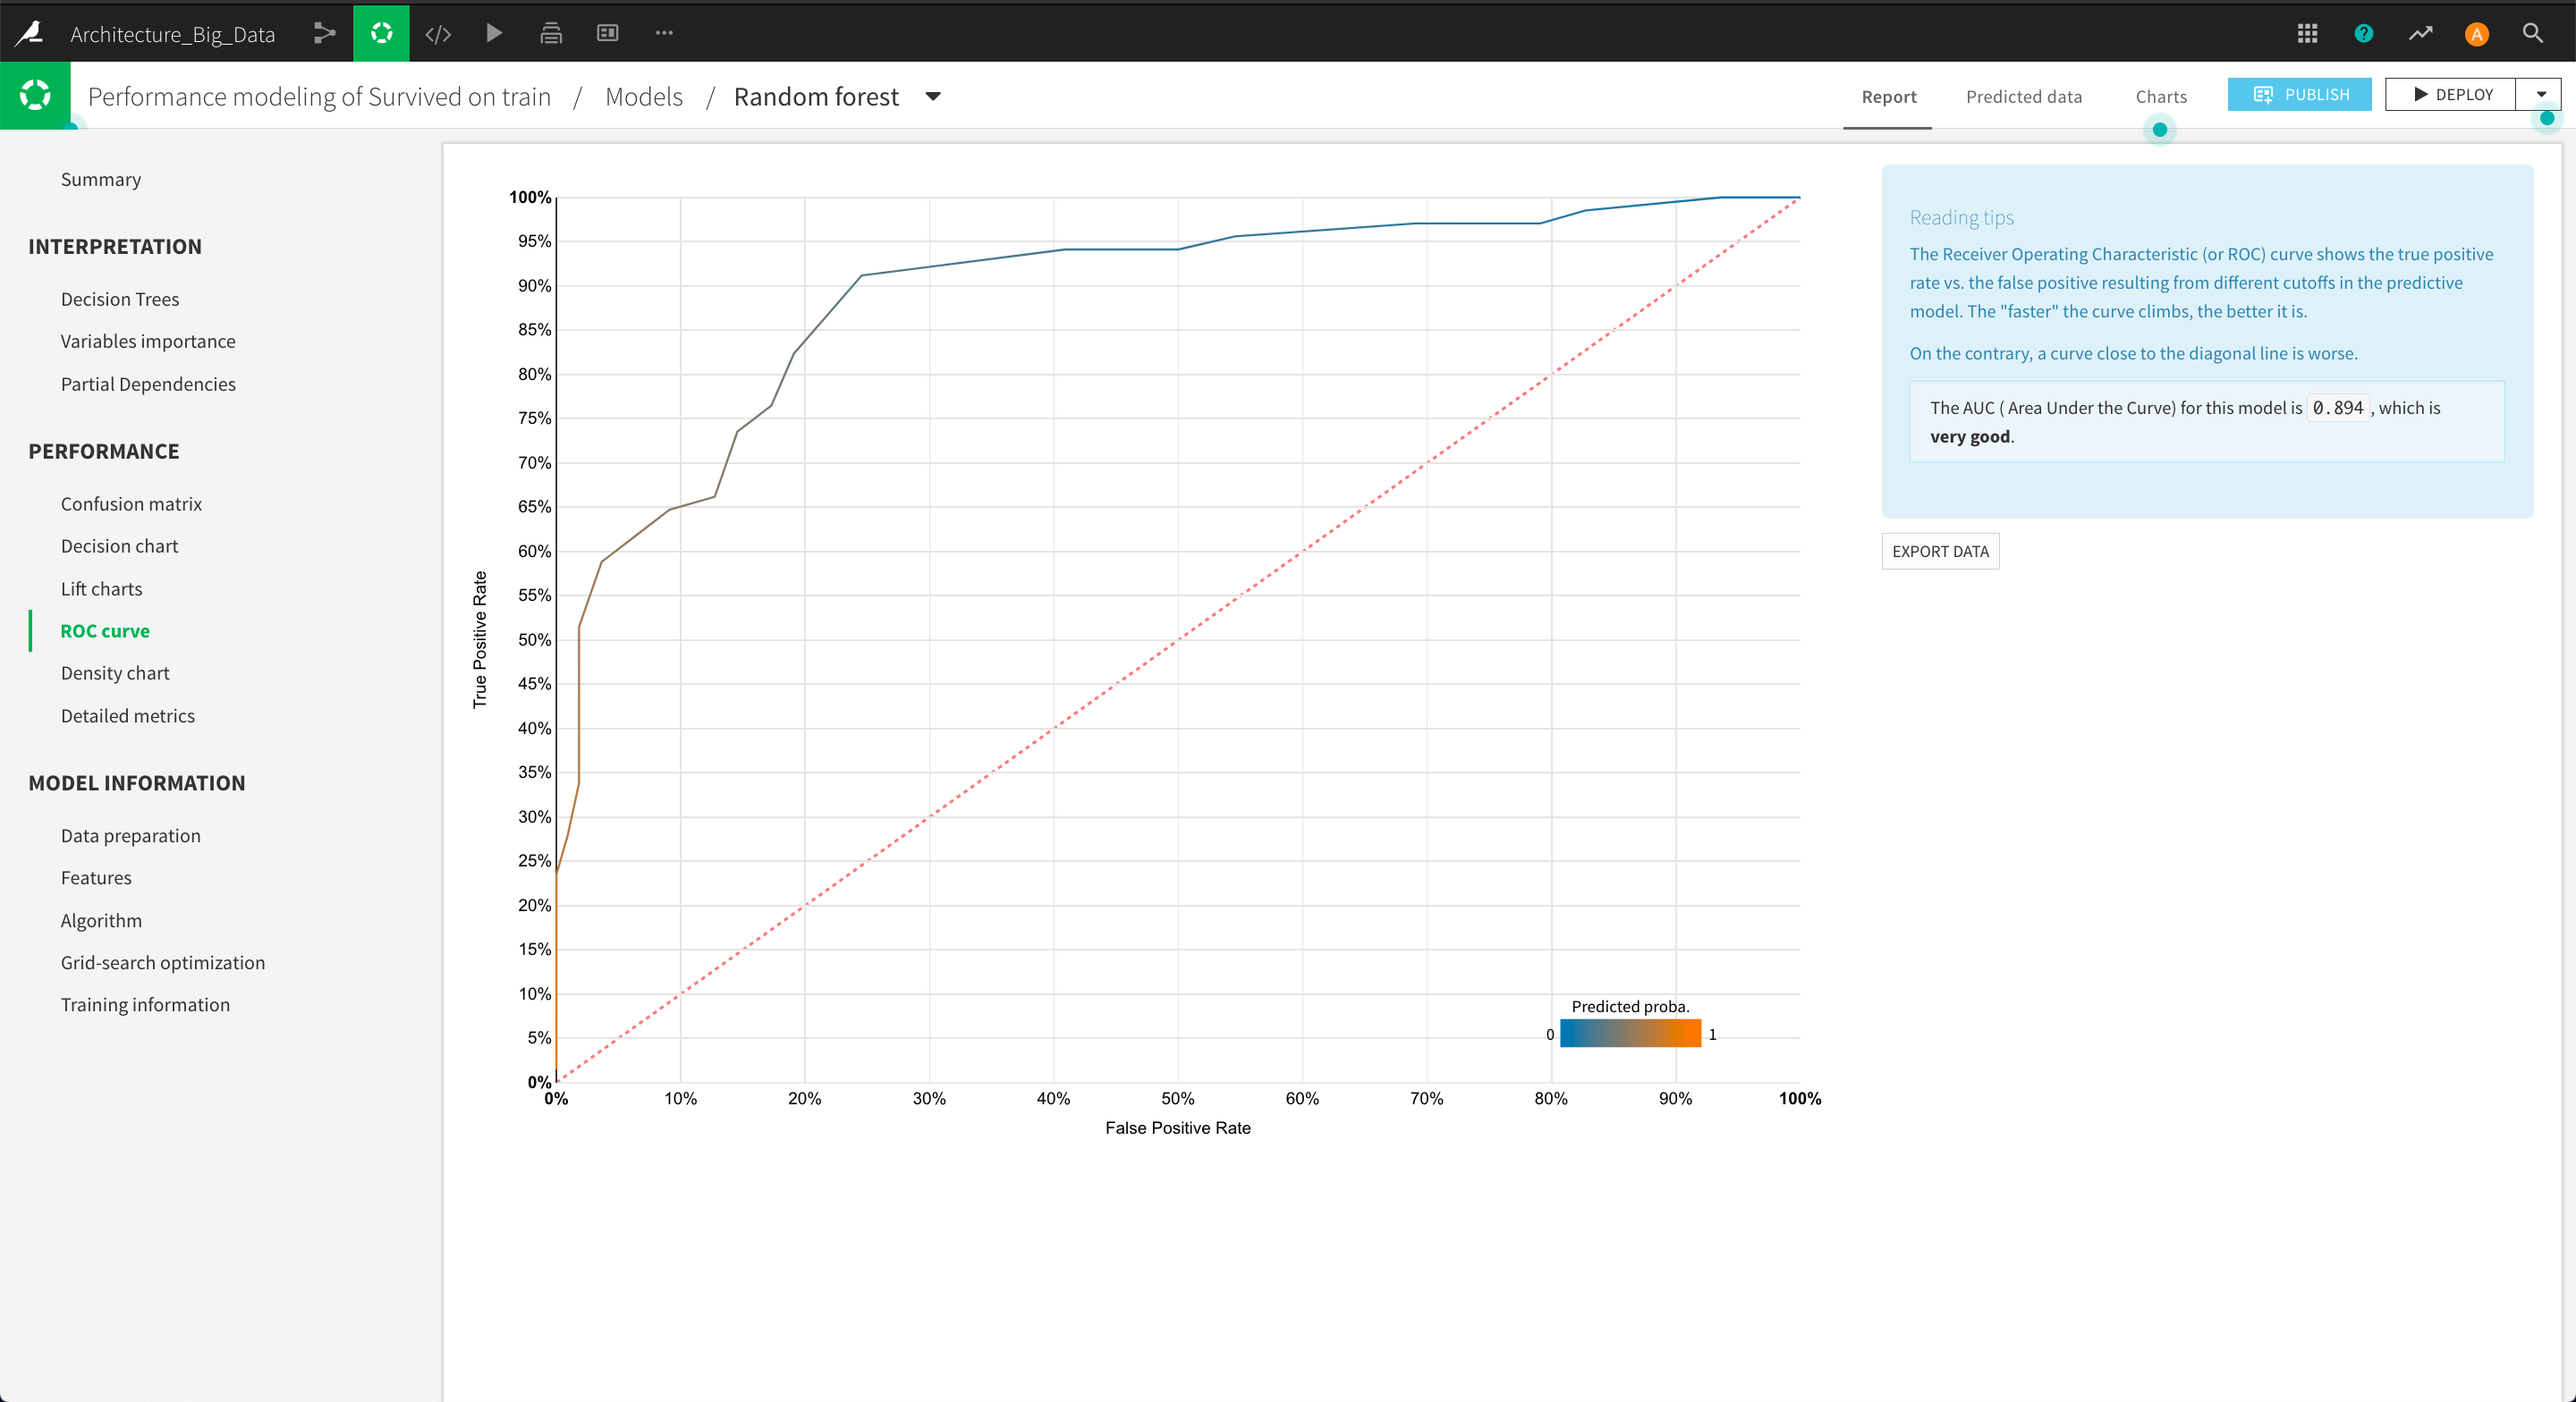 Architecture_Big_Data
?
A
Performance modeling of Survived on train / Models / Random forest
Report
Predicted data
Charts
PUBLISH
DEPLOY
Summary
INTERPRETATION
Decision Trees
Variables importance
Partial Dependencies
PERFORMANCE
Confusion matrix
Decision chart
Lift charts
ROC curve
Density chart
Detailed metrics
MODEL INFORMATION
Data preparation
Features
Algorithm
Grid-search optimization
Training information
True Positive Rate
100%
95%
90%
85%
80%
75%
70%
65%
60%
55%
50%
45%
40%
35%
30%
25%
20%
15%
10%
5%
0%
0% 10% 20% 30% 40% 50% 60% 70% 80% 90% 100%
False Positive Rate
Predicted proba.
0 1
Reading tips
The Receiver Operating Characteristic (or ROC) curve shows the true positive
rate vs. the false positive resulting from different cutoffs in the predictive
model. The "faster" the curve climbs, the better it is.
On the contrary, a curve close to the diagonal line is worse.
The AUC ( Area Under the Curve) for this model is 0.894 , which is
very good.
EXPORT DATA